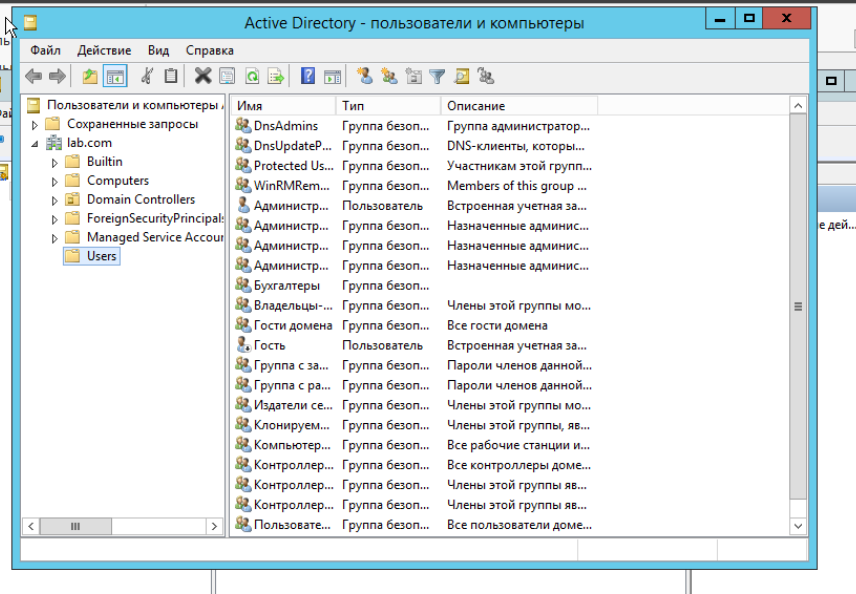 Active Directory - пользователи и компьютеры
Файл Действие Вид Справка
Пользователи и компьютеры
Сохраненные запросы
lab.com
Builtin
Computers
Domain Controllers
ForeignSecurityPrincipals
Managed Service Accour
Users
Имя Тип Описание
DnsAdmins Группа безоп... Группа администратор...
DnsUpdateP... Группа безоп... DNS-клиенты, которы...
Protected Us... Группа безоп... Участникам этой групп...
WinRMRem... Группа безоп... Members of this group ...
Администр... Пользователь Встроенная учетная за...
Администр... Группа безоп... Назначенные админис...
Администр... Группа безоп... Назначенные админис...
Администр... Группа безоп... Назначенные админис...
Бухгалтеры Группа безоп...
Владельцы-... Группа безоп... Члены этой группы мо...
Гости домена Группа безоп... Все гости домена
Гость Пользователь Встроенная учетная за...
Группа с за... Группа безоп... Пароли членов данной...
Группа с ра... Группа безоп... Пароли членов данной...
Издатели се... Группа безоп... Члены этой группы мо...
Клонируем... Группа безоп... Члены этой группы, яв...
Компьютер... Группа безоп... Все рабочие станции и...
Контроллер... Группа безоп... Все контроллеры доме...
Контроллер... Группа безоп... Члены этой группы яв...
Контроллер... Группа безоп... Члены этой группы яв...
Пользовате... Группа безоп... Все пользователи доме...
е дей...